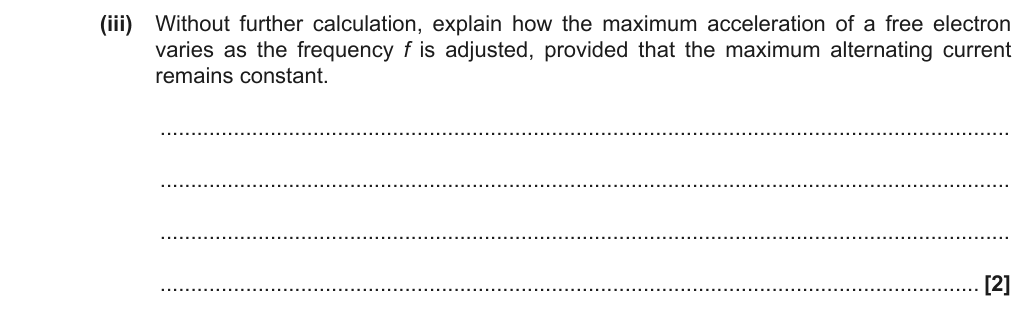 (iii) Without further calculation, explain how the maximum acceleration of a free electron
varies as the frequency f is adjusted, provided that the maximum alternating current
remains constant.
..........................................................................................................................................
..........................................................................................................................................
..........................................................................................................................................
..................................................................................................................................... [2]